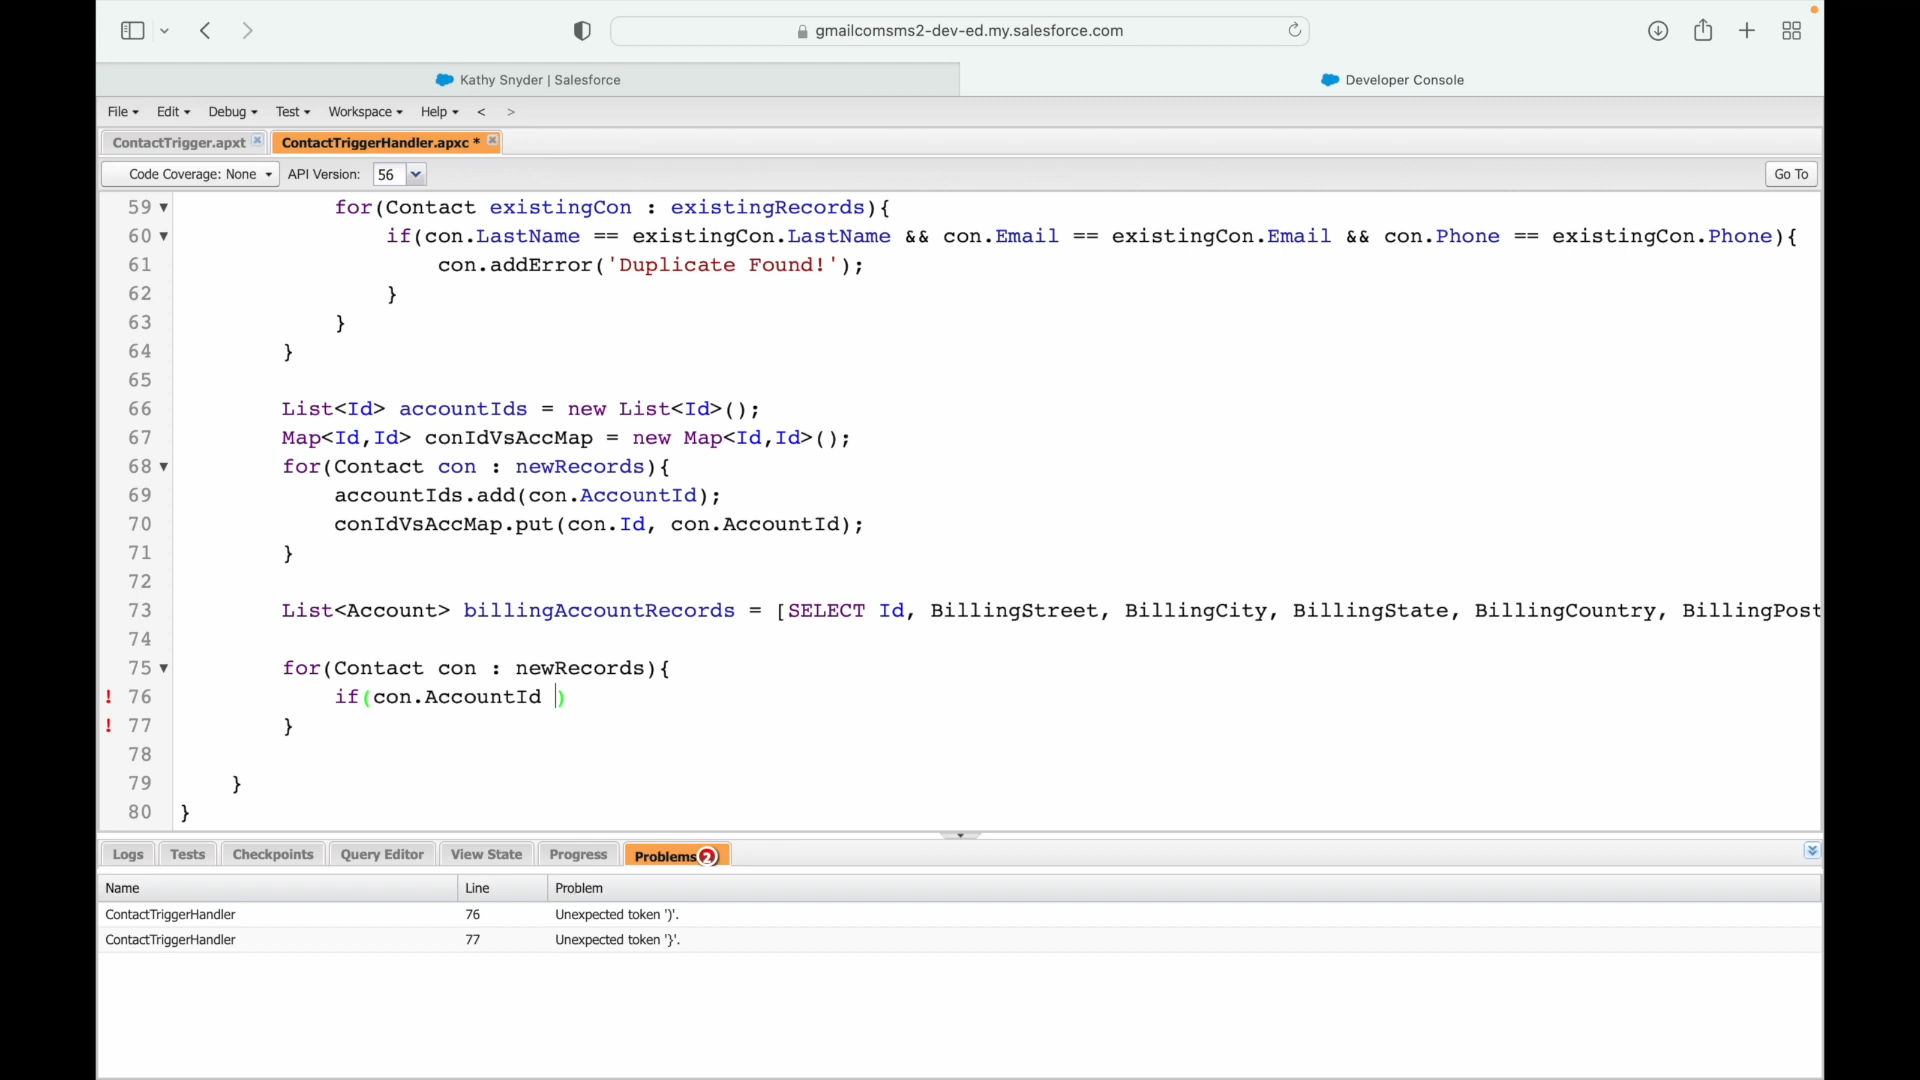 gmailcomsms2-dev-ed.my.salesforce.com
Kathy Snyder | Salesforce
Developer Console
File Edit Debug Test Workspace Help < >
ContactTrigger.apxt
ContactTriggerHandler.apxc *
Code Coverage: None API Version: 56 Go To
59 for(Contact existingCon : existingRecords){
60 if(con.LastName == existingCon.LastName && con.Email == existingCon.Email && con.Phone == existingCon.Phone){
61 con.addError('Duplicate Found!');
62 }
63 }
64 }
65
66 List<Id> accountIds = new List<Id>();
67 Map<Id,Id> conIdVsAccMap = new Map<Id,Id>();
68 for(Contact con : newRecords){
69 accountIds.add(con.AccountId);
70 conIdVsAccMap.put(con.Id, con.AccountId);
71 }
72
73 List<Account> billingAccountRecords = [SELECT Id, BillingStreet, BillingCity, BillingState, BillingCountry, BillingPost
74
75 for(Contact con : newRecords){
! 76 if(con.AccountId )
! 77 }
78
79 }
80 }
Logs Tests Checkpoints Query Editor View State Progress Problems 2
Name Line Problem
ContactTriggerHandler 76 Unexpected token ')'.
ContactTriggerHandler 77 Unexpected token '}'.